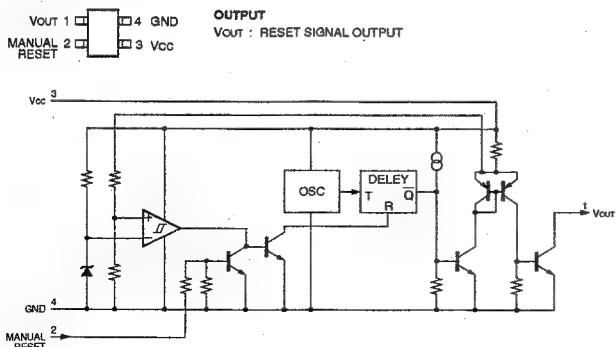 OUTPUT
VOUT 1
4 GND
VOUT : RESET SIGNAL OUTPUT
MANUAL RESET 2
3 VCC
VCC 3
OSC
DELEY
T
Q
R
+
−
1
VOUT
GND 4
MANUAL RESET 2